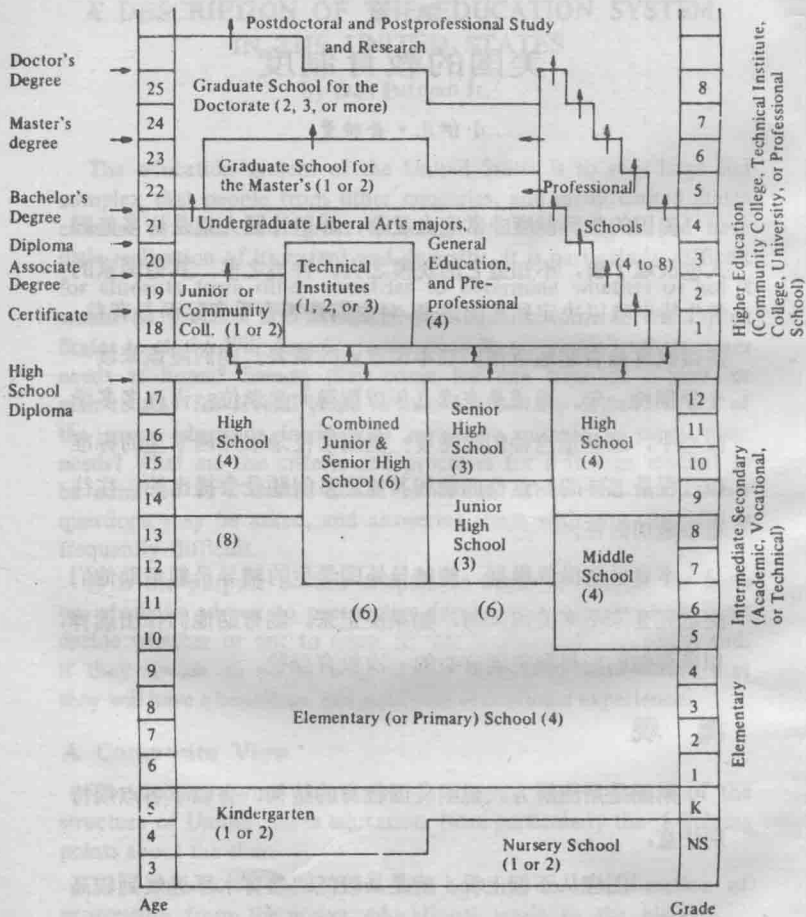 Postdoctoral and Postprofessional Study
and Research
Doctor's
Degree
Graduate School for the
Doctorate (2, 3, or more)
Master's
degree
Graduate School for
the Master's (1 or 2)
Professional
Schools
(4 to 8)
Bachelor's
Degree
Undergraduate Liberal Arts majors,
General
Education,
and Pre-
professional
(4)
Diploma
Associate
Degree
Certificate
Technical
Institutes
(1, 2, or 3)
Junior or
Community
Coll. (1 or 2)
High
School
Diploma
High
School
(4)
(8)
Combined
Junior &
Senior High
School (6)
(6)
Senior
High
School
(3)
Junior
High
School
(3)
(6)
High
School
(4)
Middle
School
(4)
Elementary (or Primary) School (4)
Kindergarten
(1 or 2)
Nursery School
(1 or 2)
25
24
23
22
21
20
19
18
17
16
15
14
13
12
11
10
9
8
7
6
5
4
3
Age
8
7
6
5
4
3
2
1
12
11
10
9
8
7
6
5
4
3
2
1
K
NS
Grade
Higher Education
(Community College, Technical Institute,
College, University, or Professional
School)
Intermediate Secondary
(Academic, Vocational,
or Technical)
Elementary